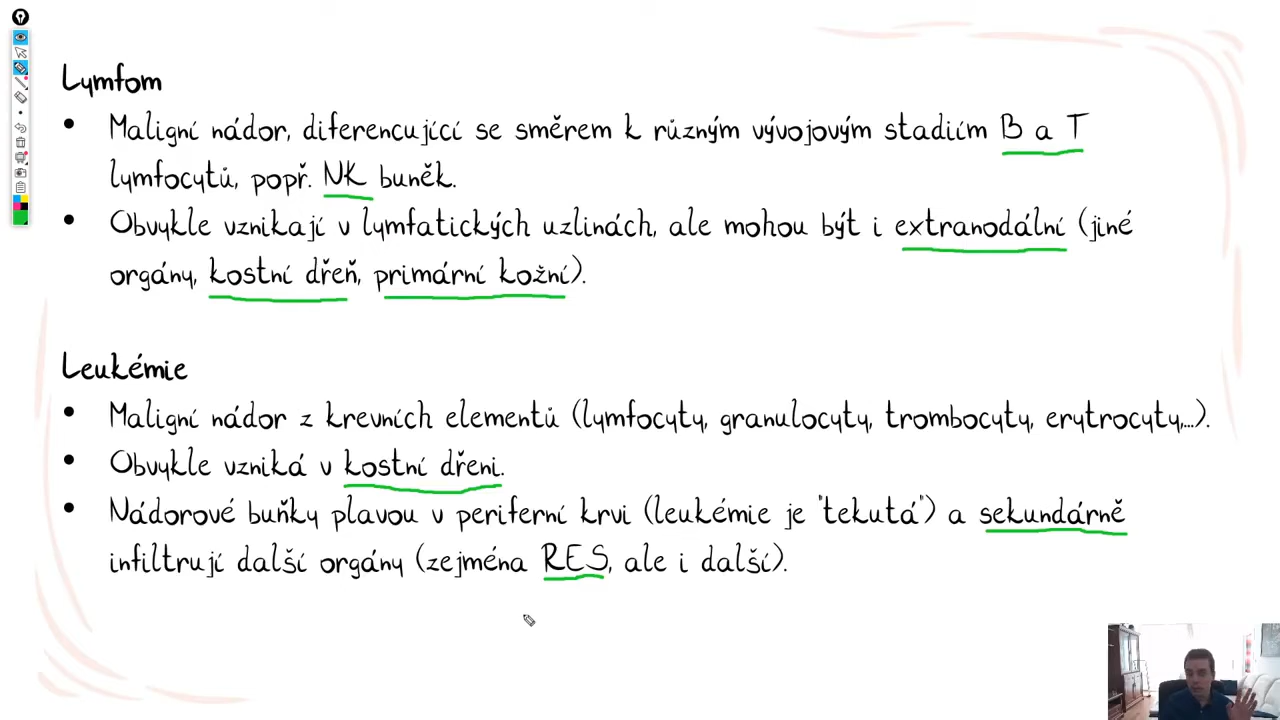 Lymfom
• Maligní nádor, diferencující se směrem k různým vývojovým stadiím B a T
lymfocytů, popř. NK buněk.
• Obvykle vznikají v lymfatických uzlinách, ale mohou být i extranodální (jiné
orgány, kostní dřeň, primární kožní).
Leukémie
• Maligní nádor z krevních elementů (lymfocyty, granulocyty, trombocyty, erytrocyty,...).
• Obvykle vzniká v kostní dřeni.
• Nádorové buňky plavou v periferní krvi (leukémie je "tekutá") a sekundárně
infiltrují další orgány (zejména RES, ale i další).